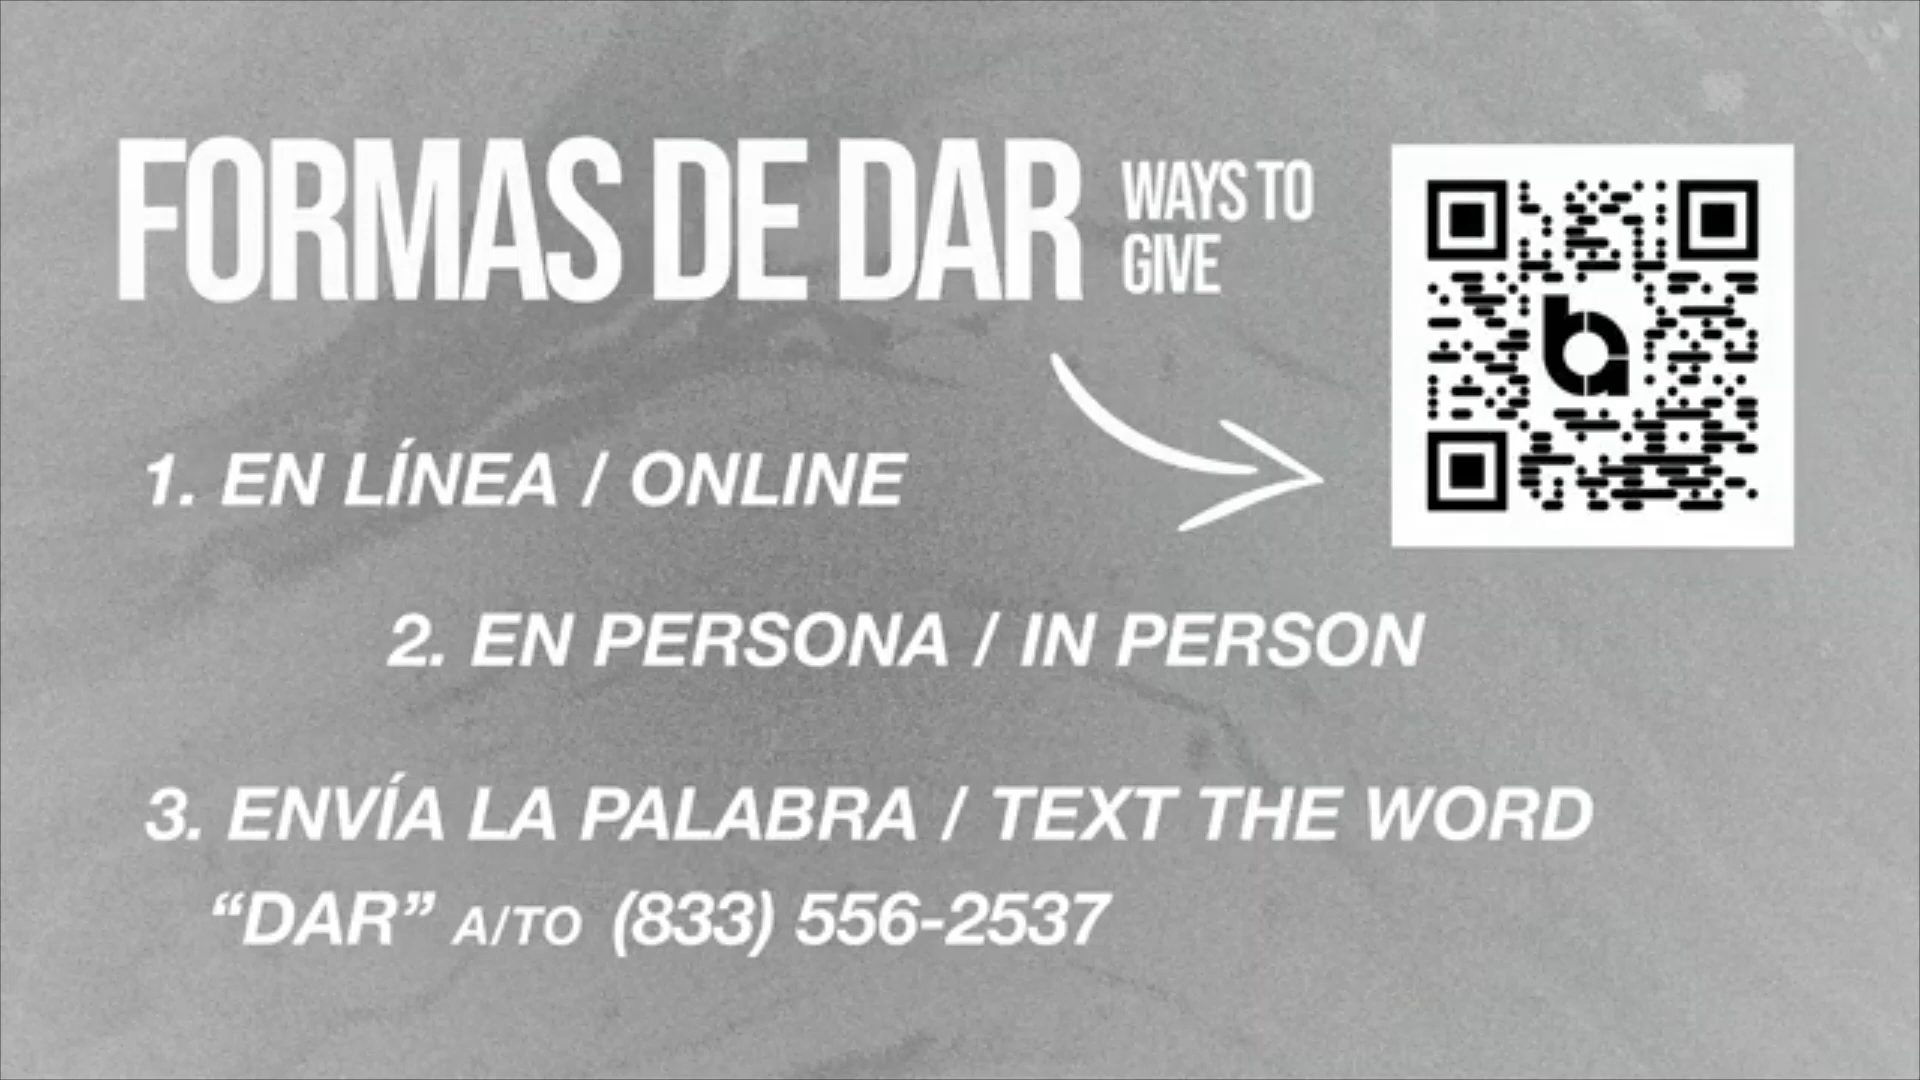 FORMAS DE DAR
WAYS TO
GIVE
ba
1. EN LÍNEA / ONLINE
2. EN PERSONA / IN PERSON
3. ENVÍA LA PALABRA / TEXT THE WORD
“DAR” A/TO (833) 556-2537